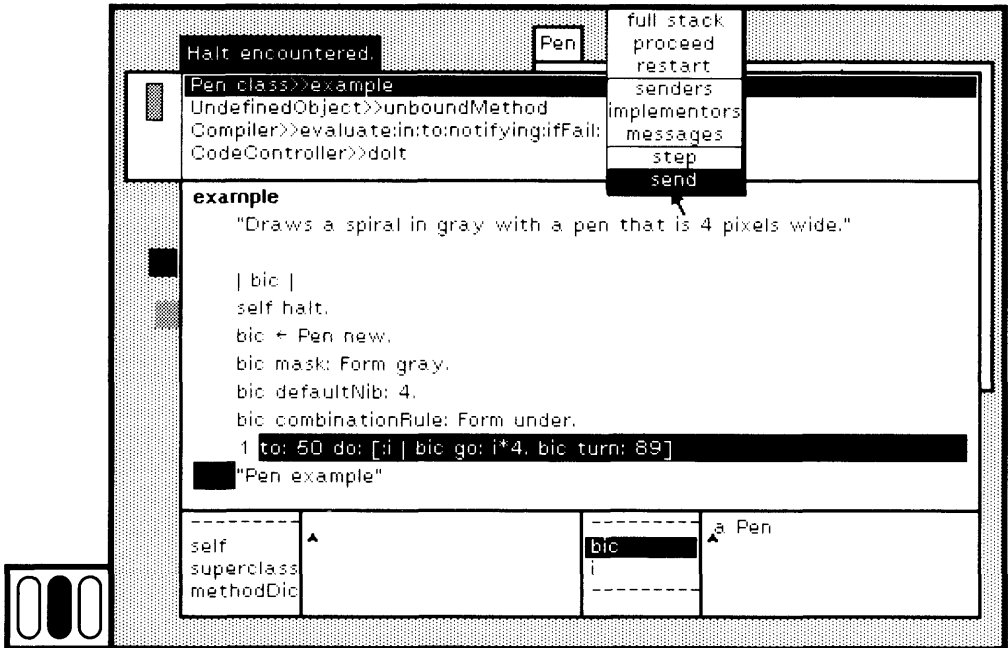 full stack
proceed
restart
senders
implementors
messages
step
send
Pen
Halt encountered.
Pen class>>example
UndefinedObject>>unboundMethod
Compiler>>evaluate:in:to:notifying:ifFail:
CodeController>>doIt
example
"Draws a spiral in gray with a pen that is 4 pixels wide."
| bic |
self halt.
bic ← Pen new.
bic mask: Form gray.
bic defaultNib: 4.
bic combinationRule: Form under.
1 to: 50 do: [:i | bic go: i*4. bic turn: 89]
"Pen example"
------------
self
superclass
methodDic
------------
bic
i
------------
a Pen